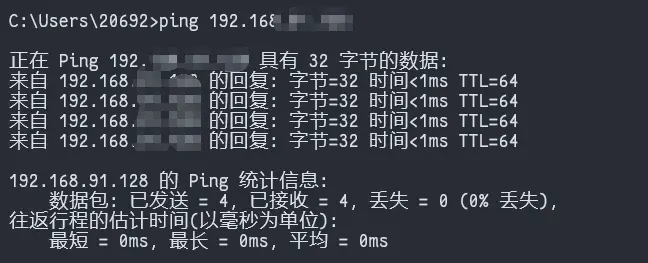 C:\Users\20692>ping 192.168
正在 Ping 192. 具有 32 字节的数据:
来自 192.168. 的回复: 字节=32 时间<1ms TTL=64
来自 192.168. 的回复: 字节=32 时间<1ms TTL=64
来自 192.168. 的回复: 字节=32 时间<1ms TTL=64
来自 192.168. 的回复: 字节=32 时间<1ms TTL=64
192.168.91.128 的 Ping 统计信息:
数据包: 已发送 = 4, 已接收 = 4, 丢失 = 0 (0% 丢失),
往返行程的估计时间(以毫秒为单位):
最短 = 0ms, 最长 = 0ms, 平均 = 0ms